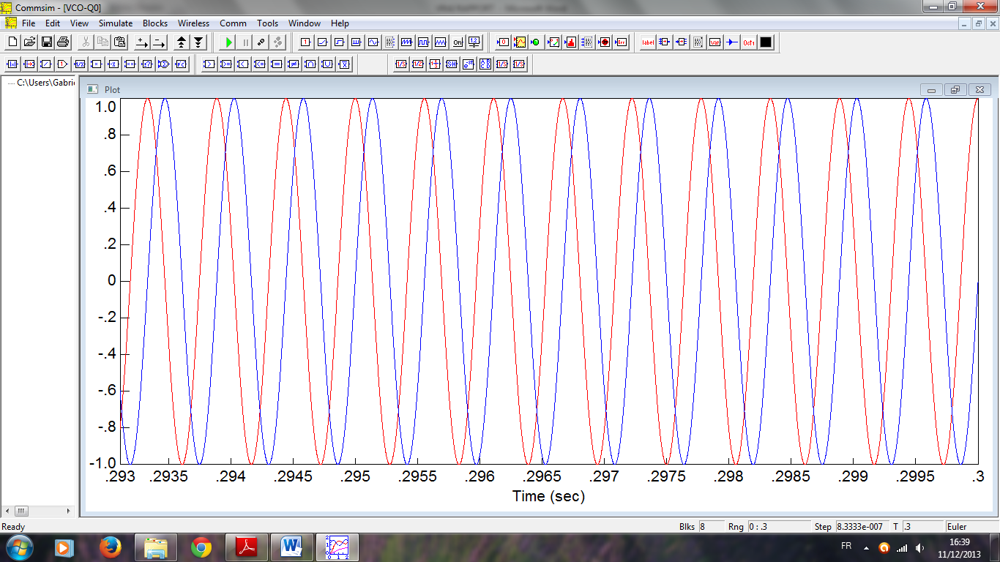 Commsim - [VCO-Q0]
File Edit View Simulate Blocks Wireless Comm Tools Window Help
C:\Users\Gabrie
Plot
1.0
.8
.6
.4
.2
0
-.2
-.4
-.6
-.8
-1.0
.293 .2935 .294 .2945 .295 .2955 .296 .2965 .297 .2975 .298 .2985 .299 .2995 .3
Time (sec)
Ready
Blks 8 Rng 0 : .3 Step 8.3333e-007 T .3 Euler
FR
16:39
11/12/2013